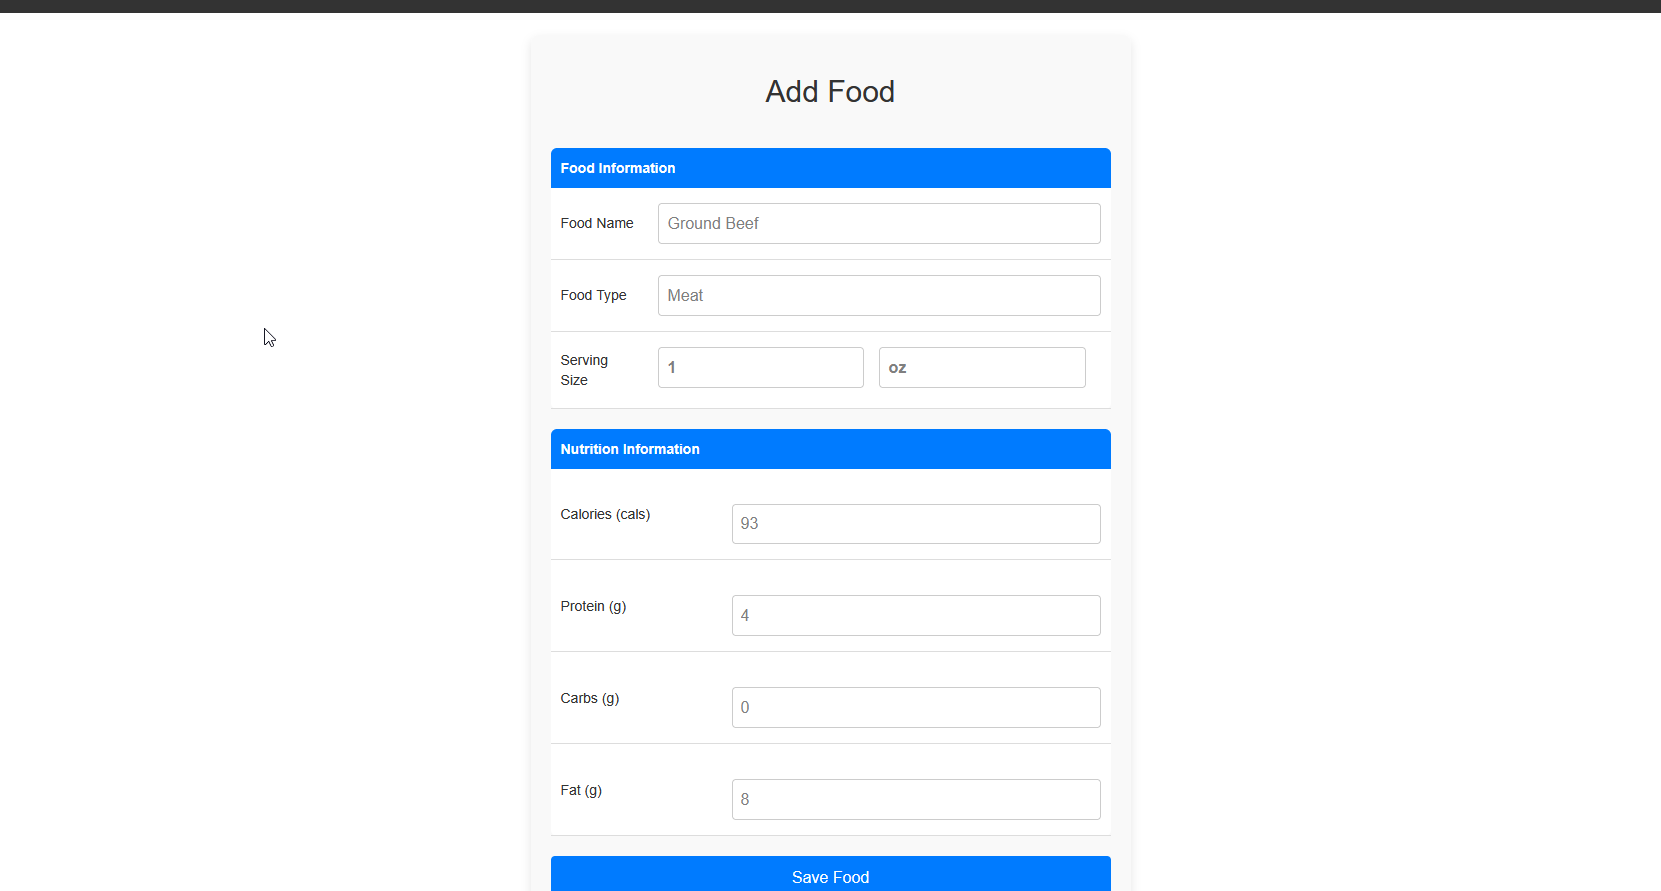 Add Food
Food Information
Food Name Ground Beef
Food Type Meat
Serving
Size 1 oz
Nutrition Information
Calories (cals) 93
Protein (g) 4
Carbs (g) 0
Fat (g) 8
Save Food